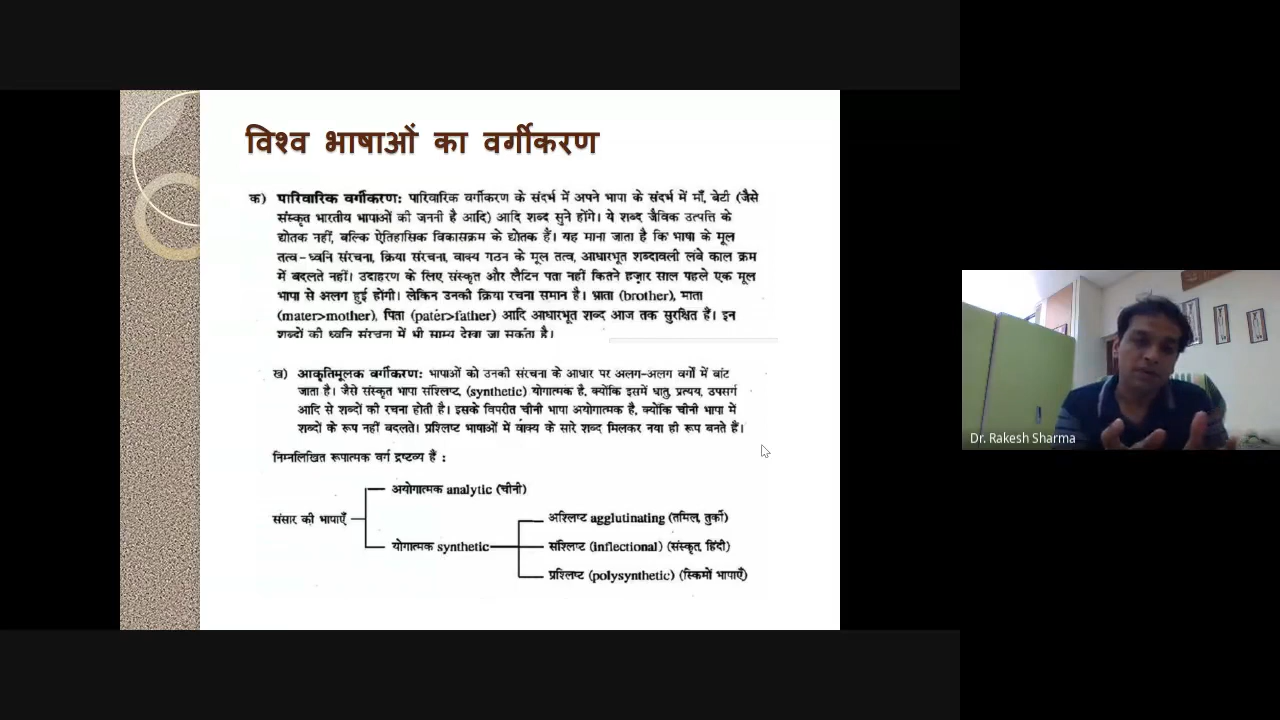 विश्व भाषाओं का वर्गीकरण
क) पारिवारिक वर्गीकरण: पारिवारिक वर्गीकरण के संदर्भ में अपने भाषा के संदर्भ में माँ, बेटी (जैसे
संस्कृत भारतीय भाषाओं की जननी है आदि) आदि शब्द सुने होंगे। ये शब्द जैविक उत्पत्ति के
द्योतक नहीं, बल्कि ऐतिहासिक विकासक्रम के द्योतक हैं। यह माना जाता है कि भाषा के मूल
तत्व-ध्वनि संरचना, क्रिया संरचना, वाक्य गठन के मूल तत्व, आधारभूत शब्दावली लंबे काल क्रम
में बदलते नहीं। उदाहरण के लिए संस्कृत और लैटिन पता नहीं कितने हज़ार साल पहले एक मूल
भाषा से अलग हुई होंगी। लेकिन उनकी क्रिया रचना समान है। भ्राता (brother), माता
(mater>mother), पिता (pater>father) आदि आधारभूत शब्द आज तक सुरक्षित हैं। इन
शब्दों की ध्वनि संरचना में भी साम्य देखा जा सकता है।
ख) आकृतिमूलक वर्गीकरण: भाषाओं को उनकी संरचना के आधार पर अलग-अलग वर्गों में बांट
जाता है। जैसे संस्कृत भाषा संश्लिष्ट, (synthetic) योगात्मक है, क्योंकि इसमें धातु, प्रत्यय, उपसर्ग
आदि से शब्दों की रचना होती है। इसके विपरीत चीनी भाषा अयोगात्मक है, क्योंकि चीनी भाषा में
शब्दों के रूप नहीं बदलते। प्रश्लिष्ट भाषाओं में वाक्य के सारे शब्द मिलकर नया ही रूप बनते हैं।
निम्नलिखित रूपात्मक वर्ग द्रष्टव्य हैं :
अयोगात्मक analytic (चीनी)
संसार की भाषाएँ
योगात्मक synthetic
अश्लिष्ट agglutinating (तमिल, तुर्की)
संश्लिष्ट (inflectional) (संस्कृत, हिंदी)
प्रश्लिष्ट (polysynthetic) (स्किमों भाषाएँ)
Dr. Rakesh Sharma